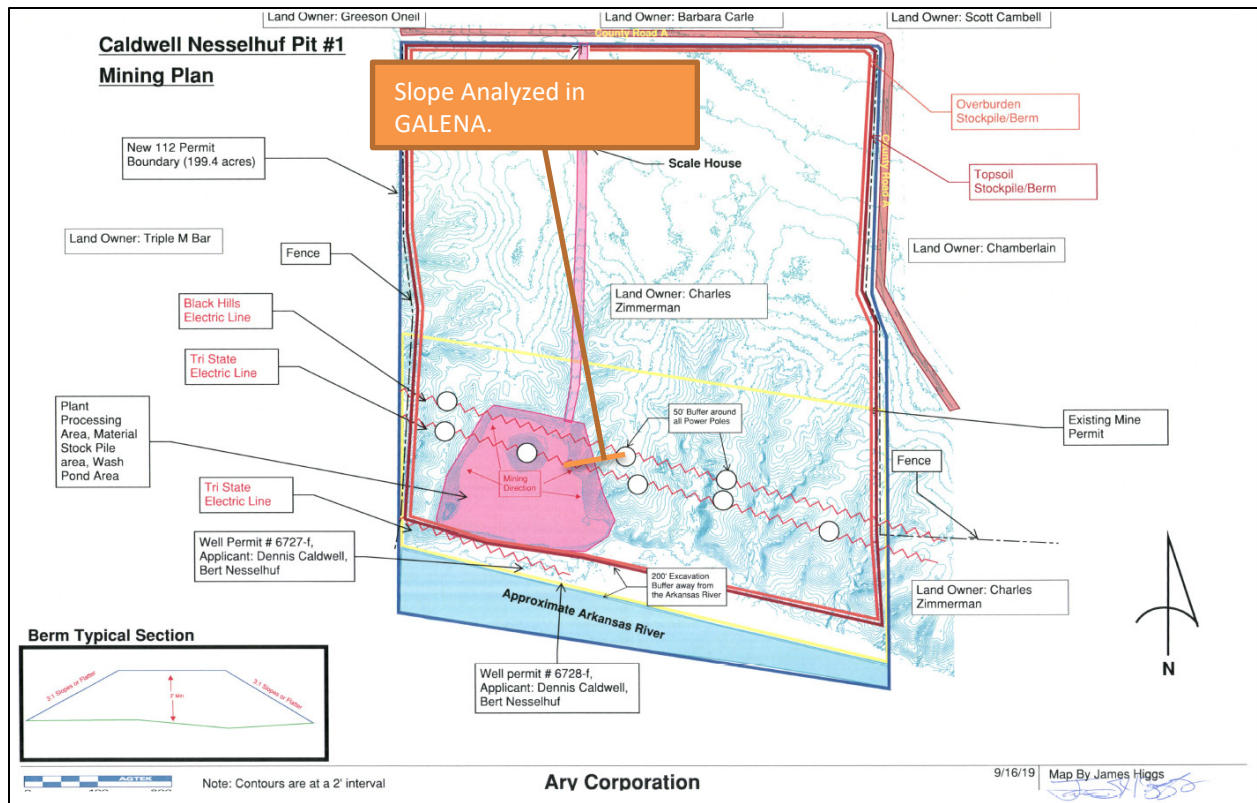 Land Owner: Greeson Oneil
Land Owner: Barbara Carle
Land Owner: Scott Cambell
County Road A
Caldwell Nesselhuf Pit #1
Mining Plan
Slope Analyzed in
GALENA.
Overburden
Stockpile/Berm
New 112 Permit
Boundary (199.4 acres)
Scale House
County Road A
Topsoil
Stockpile/Berm
Land Owner: Triple M Bar
Land Owner: Chamberlain
Fence
Land Owner: Charles
Zimmerman
Black Hills
Electric Line
Tri State
Electric Line
Plant
Processing
Area, Material
Stock Pile
area, Wash
Pond Area
50' Buffer around
all Power Poles
Existing Mine
Permit
Fence
Mining
Direction
Tri State
Electric Line
Well Permit # 6727-f,
Applicant: Dennis Caldwell,
Bert Nesselhuf
200' Excavation
Buffer away from
the Arkansas River
Land Owner: Charles
Zimmerman
Approximate Arkansas River
Well permit # 6728-f,
Applicant: Dennis Caldwell,
Bert Nesselhuf
N
Berm Typical Section
3:1 Slopes or Flatter
Min
3:1 Slopes or Flatter
AGTEK
Note: Contours are at a 2' interval
Ary Corporation
9/16/19
Map By James Higgs